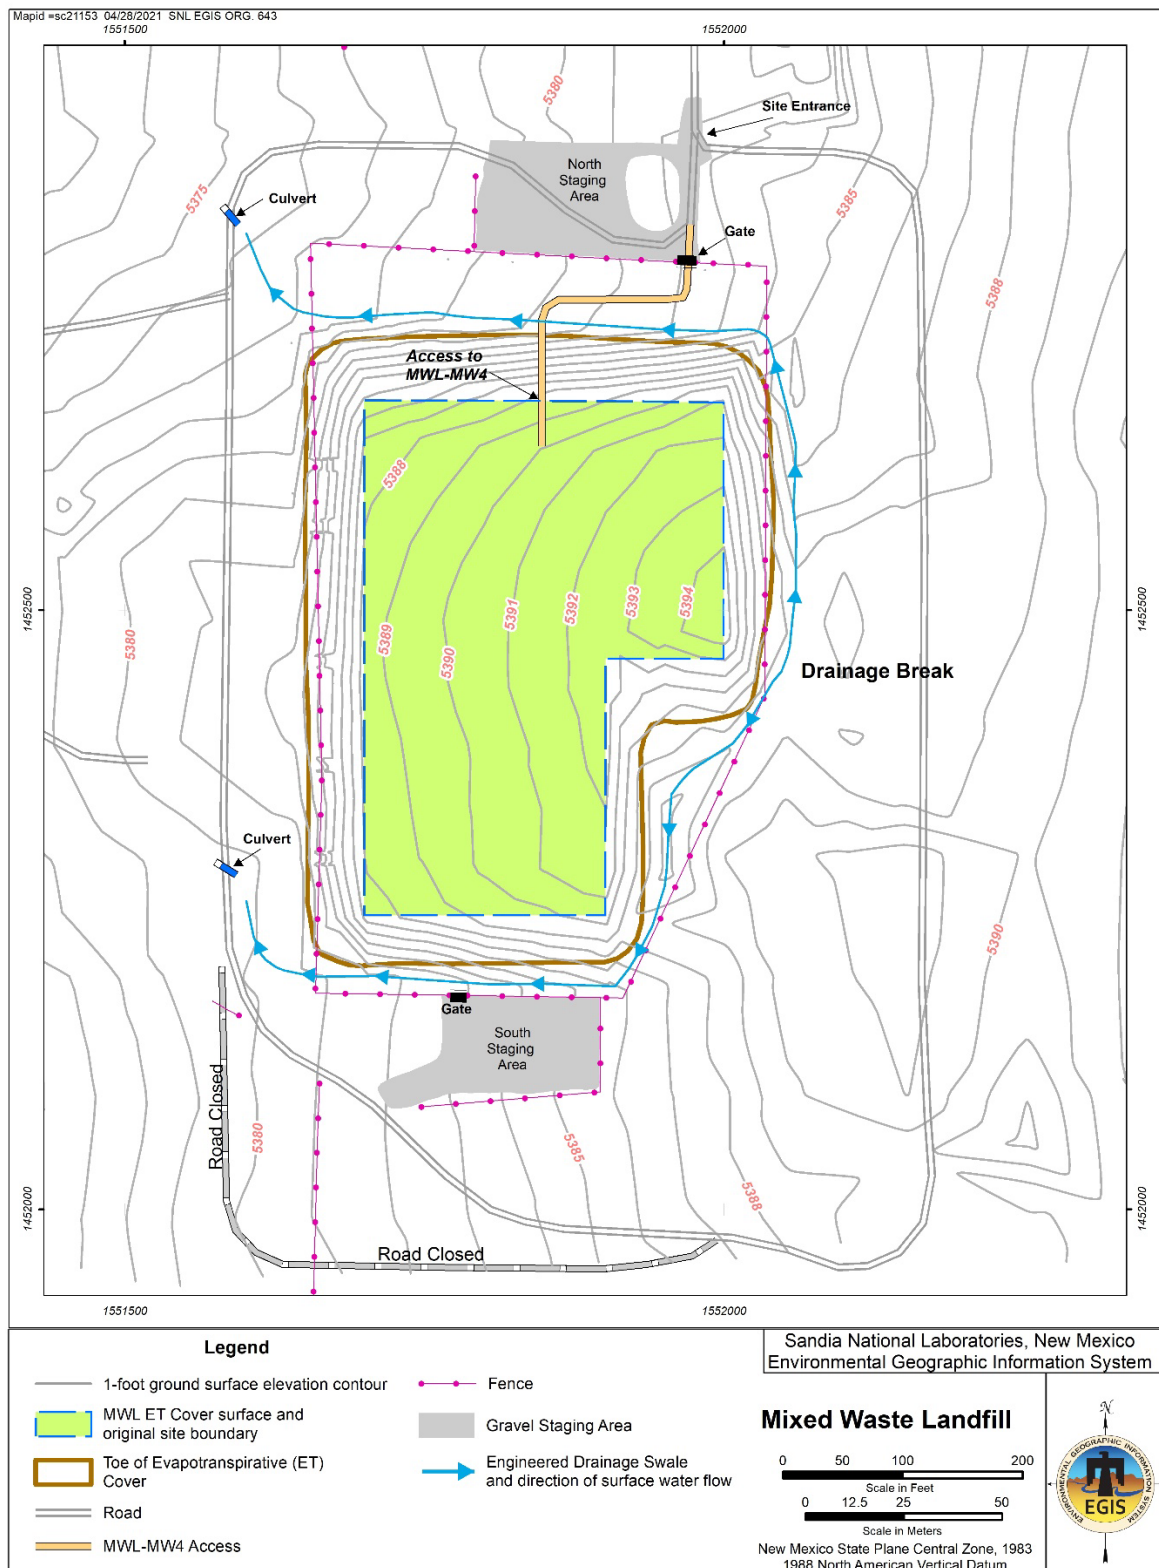 Mapid =sc21153 04/28/2021 SNL EGIS ORG. 643
1551500
1552000
5380
Site Entrance
North
Staging
Area
5375
Culvert
5385
Gate
5388
Access to
MWL-MW4
5388
1452500
1452500
5389
5390
5391
5392
5393
5394
5380
Drainage Break
Culvert
5390
Gate
South
Staging
Area
Road Closed
5380
5385
5388
1452000
1452000
Road Closed
1551500
1552000
Legend
1-foot ground surface elevation contour
MWL ET Cover surface and
original site boundary
Toe of Evapotranspirative (ET)
Cover
Road
MWL-MW4 Access
Fence
Gravel Staging Area
Engineered Drainage Swale
and direction of surface water flow
Sandia National Laboratories, New Mexico
Environmental Geographic Information System
Mixed Waste Landfill
0 50 100 200
Scale in Feet
0 12.5 25 50
Scale in Meters
New Mexico State Plane Central Zone, 1983
1988 North American Vertical Datum
N
ENVIRONMENTAL GEOGRAPHIC INFORMATION SYSTEM
EGIS